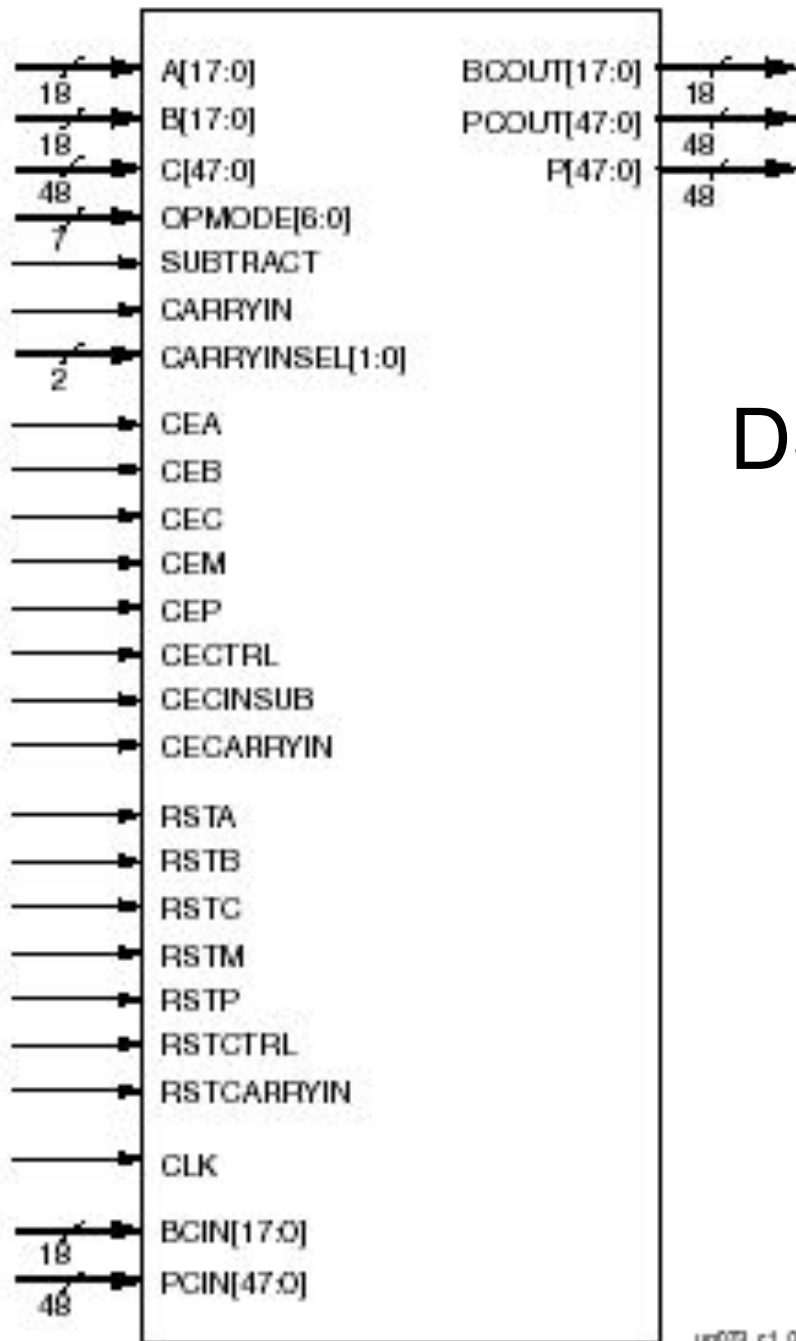 A[17:0]
18
B[17:0]
18
C[47:0]
48
OPMODE[6:0]
7
SUBTRACT
CARRYIN
CARRYINSEL[1:0]
2
CEA
CEB
CEC
CEM
CEP
CECTRL
CECINSUB
CECARRYIN
RSTA
RSTB
RSTC
RSTM
RSTP
RSTCTRL
RSTCARRYIN
CLK
BCIN[17:0]
18
PCIN[47:0]
48
BCOUT[17:0]
18
PCOUT[47:0]
48
P[47:0]
48